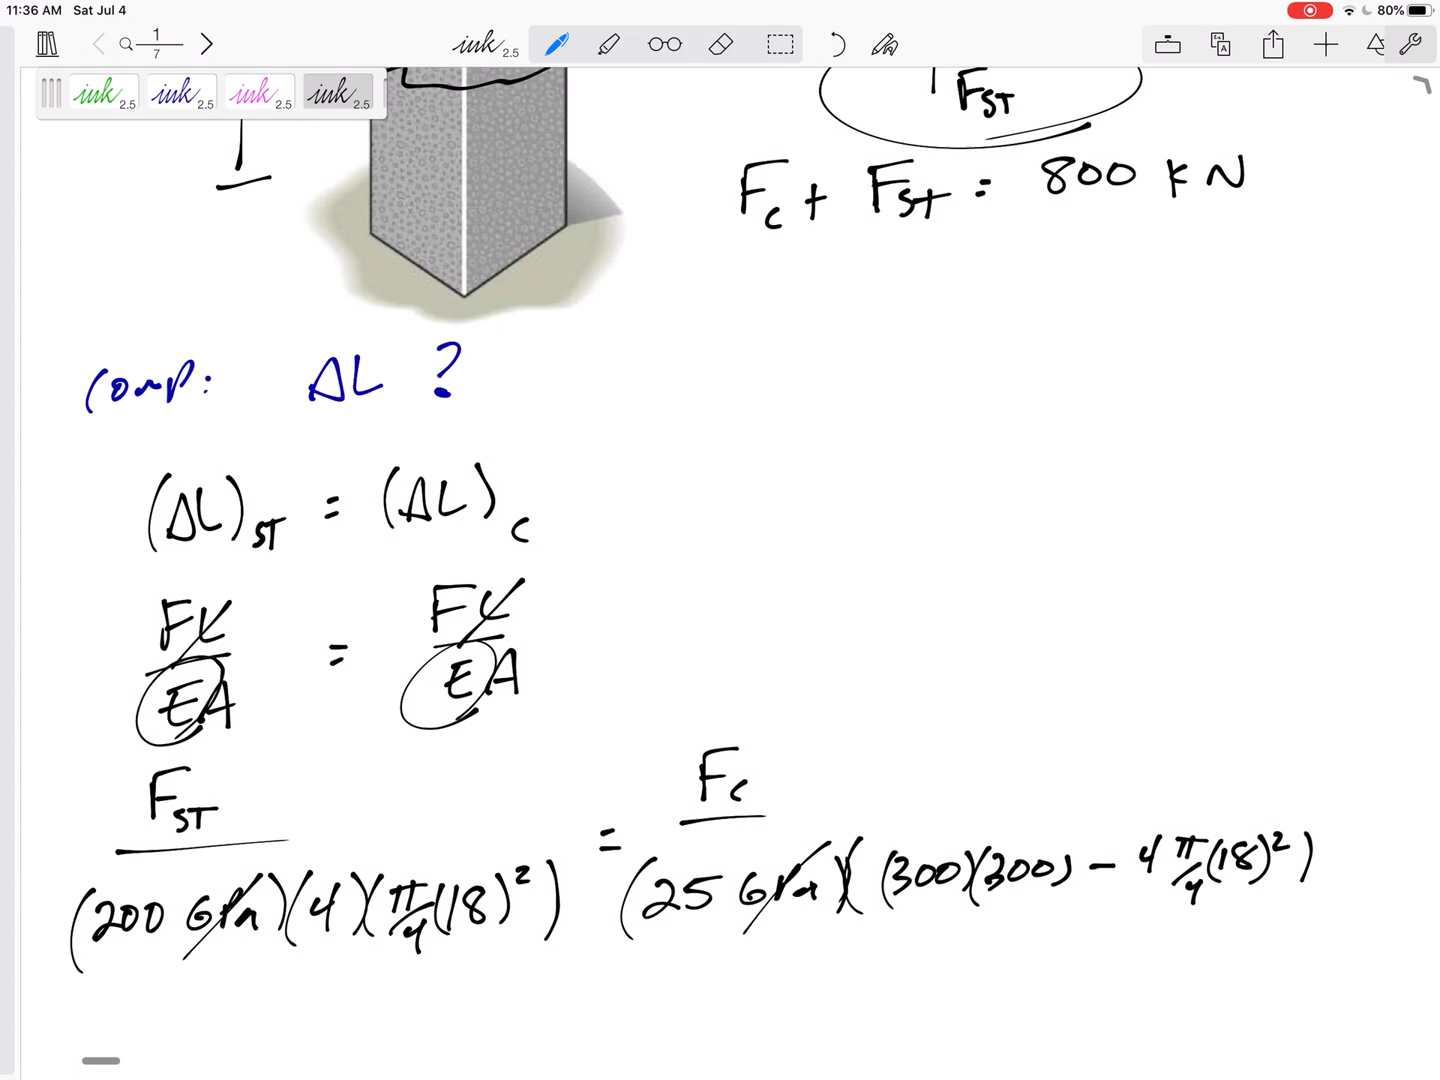 11:36 AM Sat Jul 4
80%
1
7
ink 2.5
ink 2.5 ink 2.5 ink 2.5 ink 2.5
F_ST
F_C + F_ST = 800 KN
Comp: ΔL ?
(ΔL)_ST = (ΔL)_C
FL/EA = FL/EA
F_ST/((200 GPa)(4)(π/4(18)²)) = F_C/((25 GPa)((300)(300) - 4 π/4(18)²))